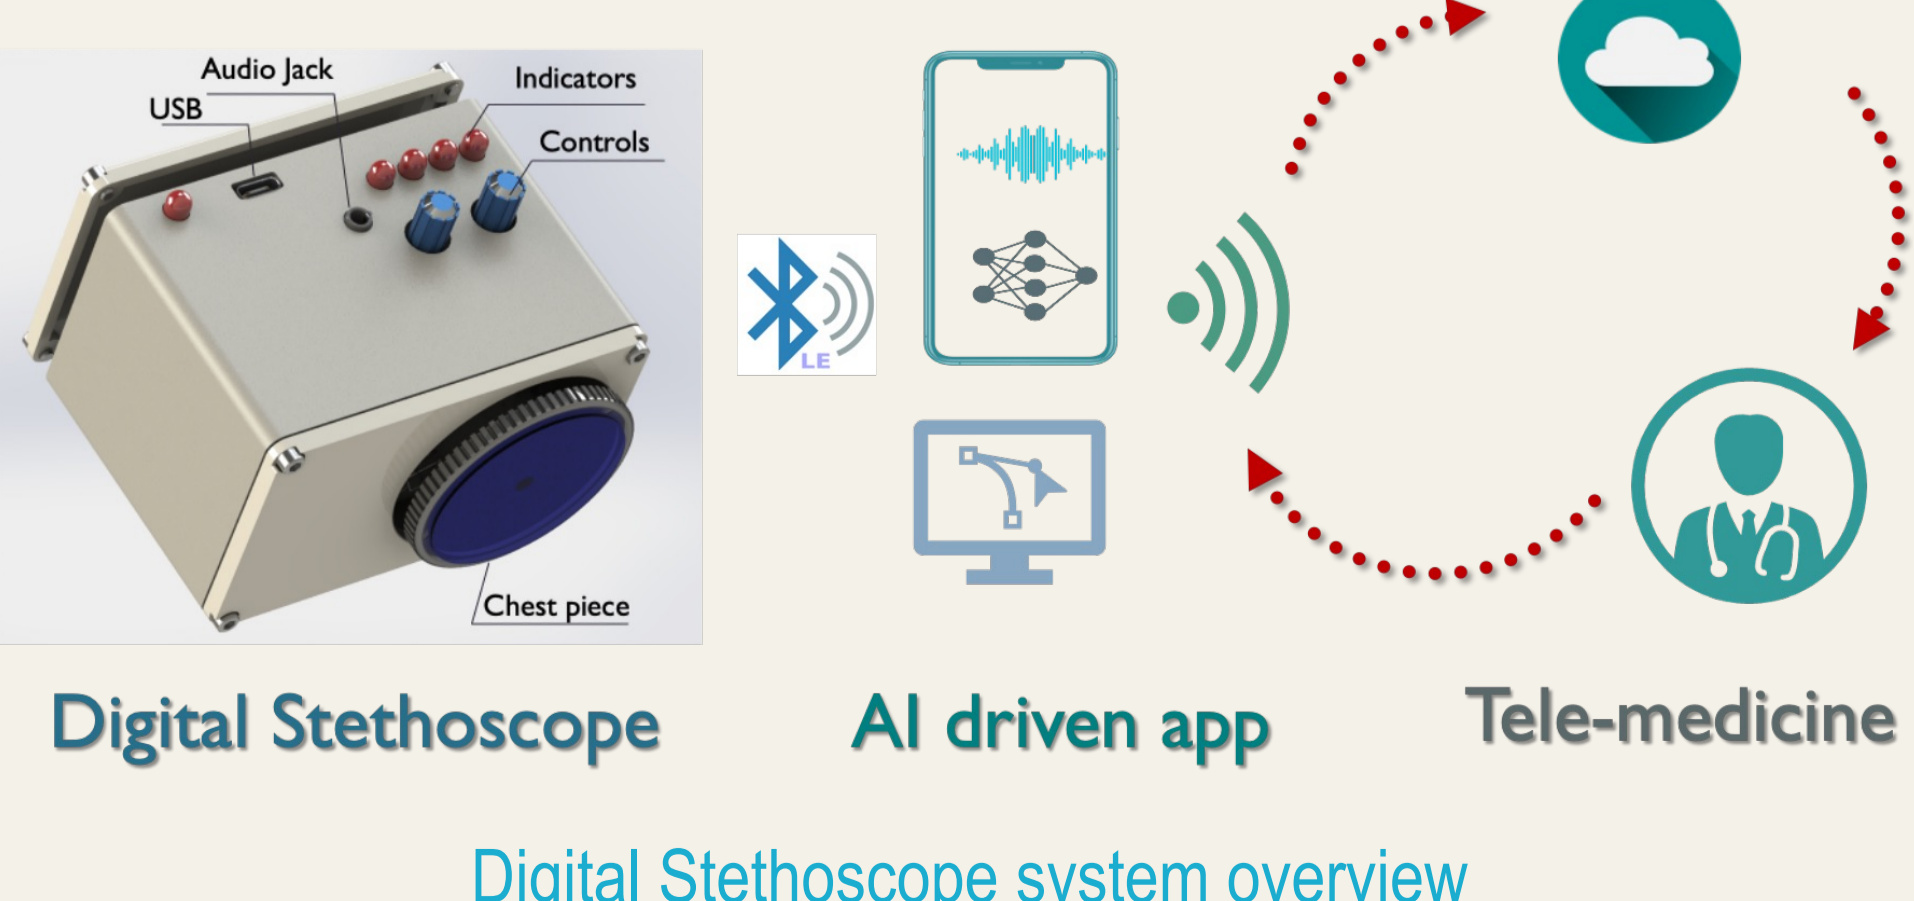 Audio Jack
Indicators
USB
Controls
LE
Chest piece
Digital Stethoscope
AI driven app
Tele-medicine
Digital Stethoscope system overview